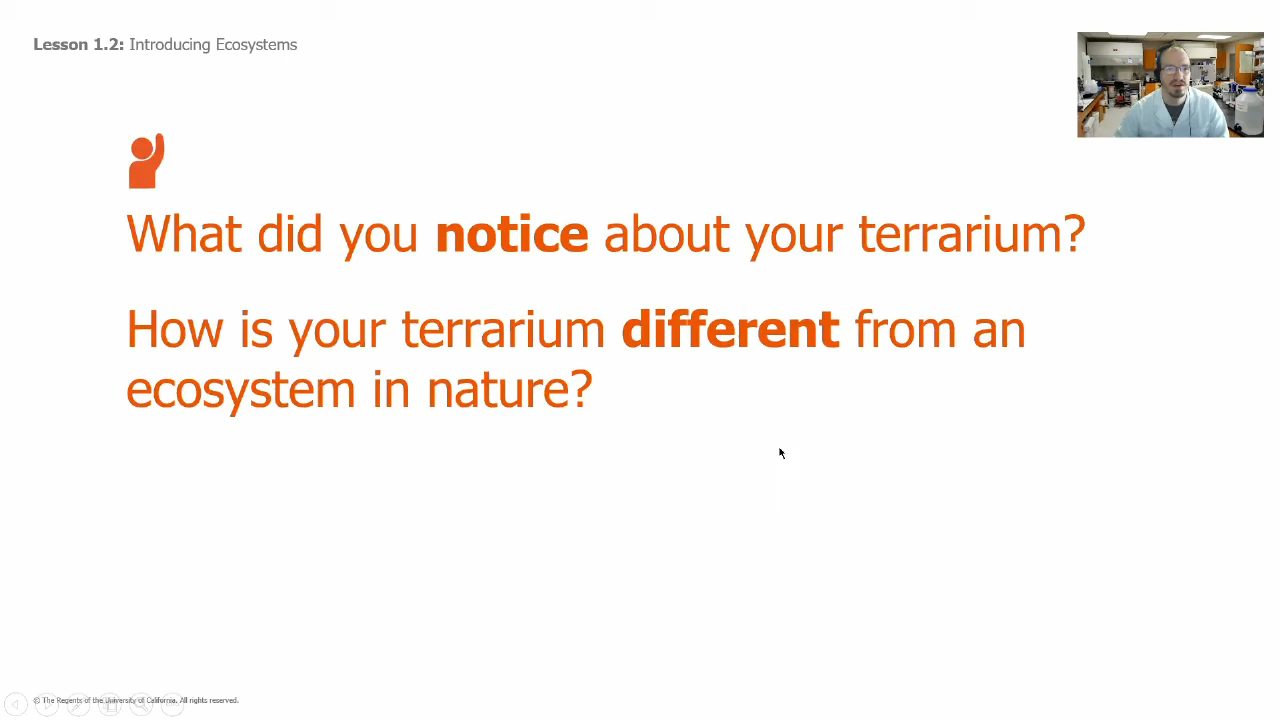 Lesson 1.2: Introducing Ecosystems
What did you notice about your terrarium?
How is your terrarium different from an
ecosystem in nature?
© The Regents of the University of California. All rights reserved.